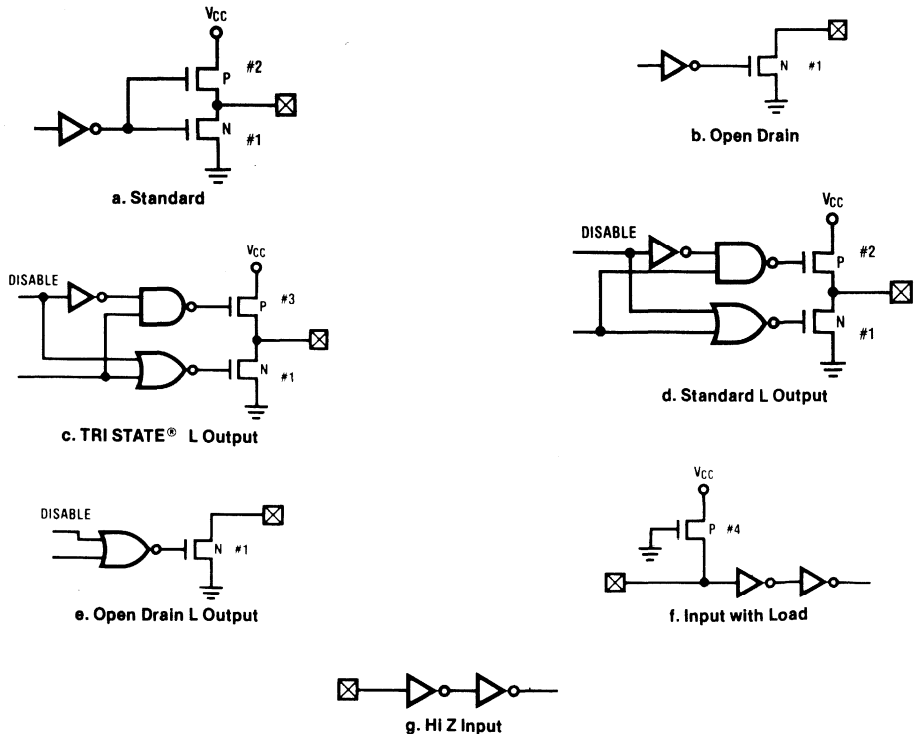 VCC
#2
P
N
#1
a. Standard
N #1
b. Open Drain
VCC
DISABLE
P #3
N #1
c. TRI STATE® L Output
VCC
DISABLE
#2
P
N
#1
d. Standard L Output
DISABLE
N #1
e. Open Drain L Output
VCC
P #4
f. Input with Load
g. Hi Z Input